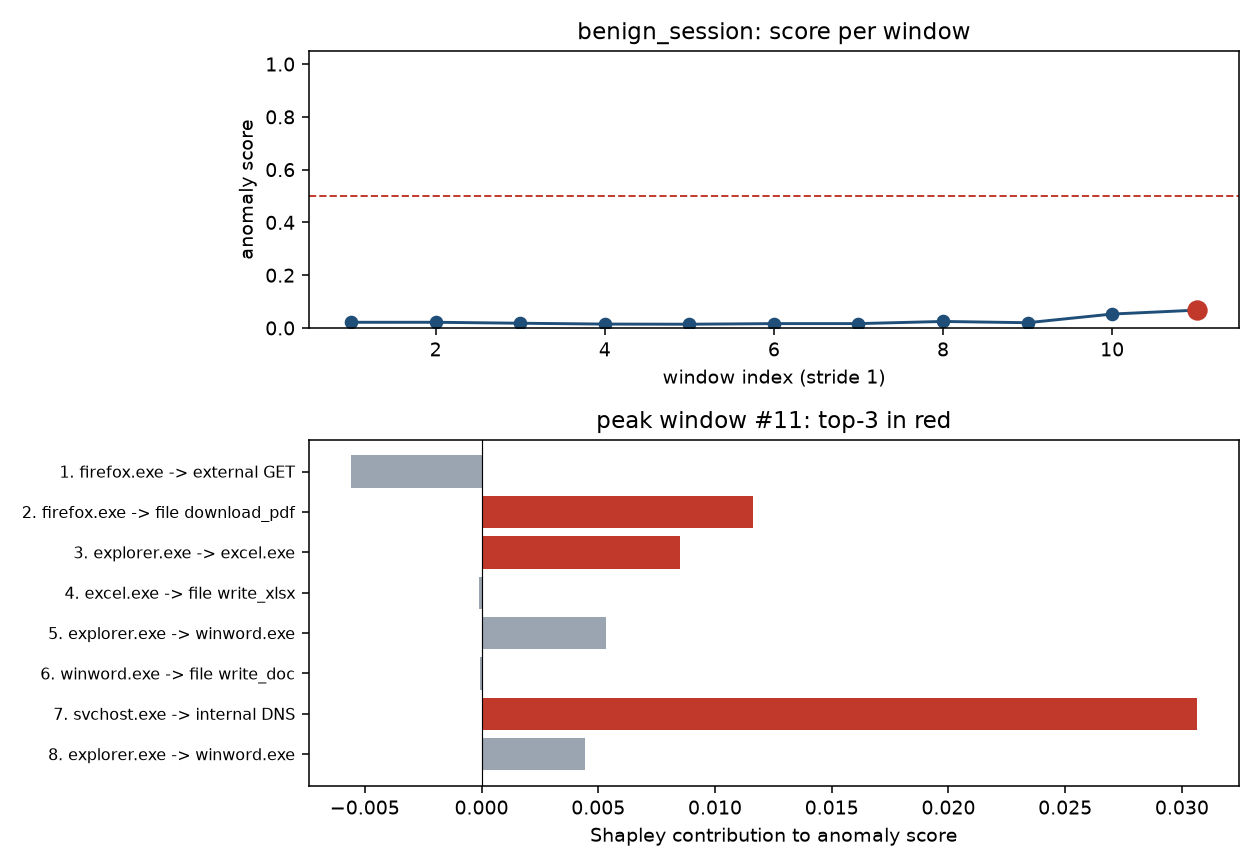 benign_session: score per window
1.0
0.8
0.6
0.4
0.2
0.0
anomaly score
2 4 6 8 10
window index (stride 1)
peak window #11: top-3 in red
1. firefox.exe -> external GET
2. firefox.exe -> file download_pdf
3. explorer.exe -> excel.exe
4. excel.exe -> file write_xlsx
5. explorer.exe -> winword.exe
6. winword.exe -> file write_doc
7. svchost.exe -> internal DNS
8. explorer.exe -> winword.exe
−0.005 0.000 0.005 0.010 0.015 0.020 0.025 0.030
Shapley contribution to anomaly score